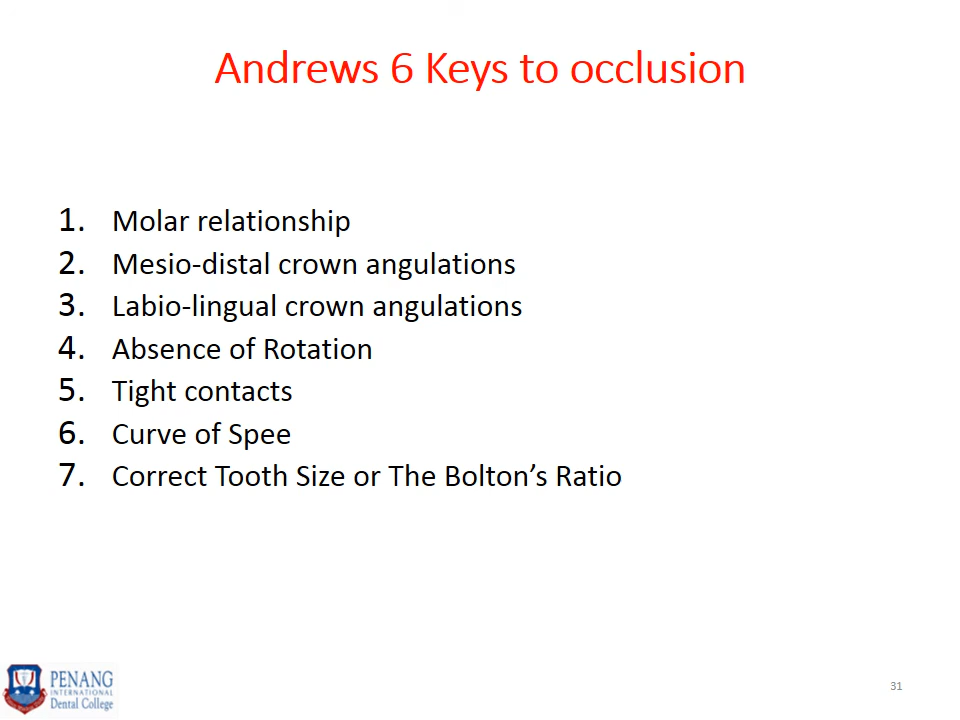 Andrews 6 Keys to occlusion
1. Molar relationship
2. Mesio-distal crown angulations
3. Labio-lingual crown angulations
4. Absence of Rotation
5. Tight contacts
6. Curve of Spee
7. Correct Tooth Size or The Bolton’s Ratio
PENANG
INTERNATIONAL
Dental College
31